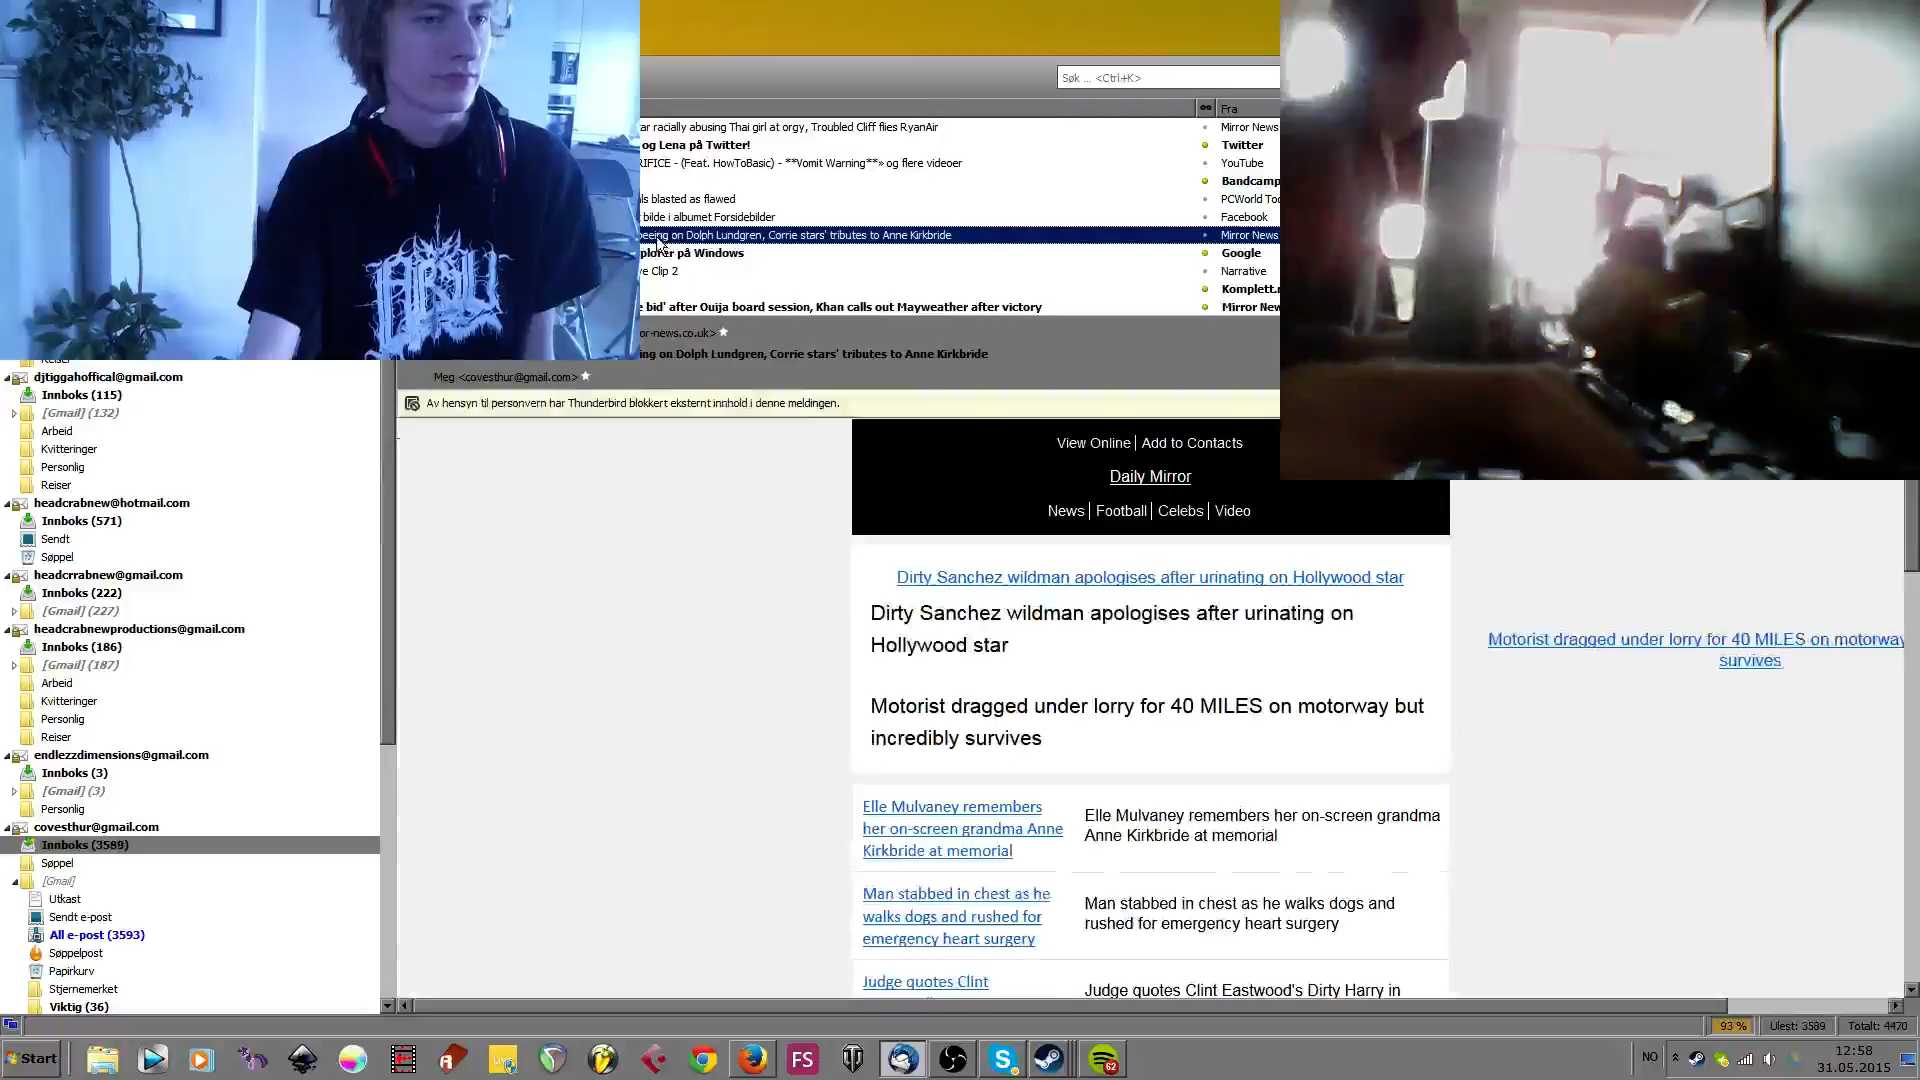 Søk ... <Ctrl+K>
Fra
ar racially abusing Thai girl at orgy, Troubled Cliff flies RyanAir
Mirror News
og Lena på Twitter!
Twitter
RIFICE - (Feat. HowToBasic) - **Vomit Warning**» og flere videoer
YouTube
Bandcamp
ls blasted as flawed
PCWorld
bilde i albumet Forsidebilder
Facebook
peeing on Dolph Lundgren, Corrie stars' tributes to Anne Kirkbride
Mirror News
på Windows
Google
ve Clip 2
Narrative
Komplett.
bid' after Ouija board session, Khan calls out Mayweather after victory
Mirror New
or-news.co.uk>
ing on Dolph Lundgren, Corrie stars' tributes to Anne Kirkbride
Meg <covesthur@gmail.com>
Av hensyn til personvern har Thunderbird blokkert eksternt innhold i denne meldingen.
Reiser
djtiggahoffical@gmail.com
Innboks (115)
[Gmail] (132)
Arbeid
Kvitteringer
Personlig
Reiser
headcrabnew@hotmail.com
Innboks (571)
Sendt
Søppel
headcrrabnew@gmail.com
Innboks (222)
[Gmail] (227)
headcrabnewproductions@gmail.com
Innboks (186)
[Gmail] (187)
Arbeid
Kvitteringer
Personlig
Reiser
endlezzdimensions@gmail.com
Innboks (3)
[Gmail] (3)
Personlig
covesthur@gmail.com
Innboks (3589)
Søppel
[Gmail]
Utkast
Sendt e-post
All e-post (3593)
Søppelpost
Papirkurv
Stjernemerket
Viktig (36)
View Online | Add to Contacts
Daily Mirror
News | Football | Celebs | Video
Dirty Sanchez wildman apologises after urinating on Hollywood star
Dirty Sanchez wildman apologises after urinating on
Hollywood star
Motorist dragged under lorry for 40 MILES on motorway but
incredibly survives
Motorist dragged under lorry for 40 MILES on motorway
survives
Elle Mulvaney remembers
her on-screen grandma Anne
Kirkbride at memorial
Elle Mulvaney remembers her on-screen grandma
Anne Kirkbride at memorial
Man stabbed in chest as he
walks dogs and rushed for
emergency heart surgery
Man stabbed in chest as he walks dogs and
rushed for emergency heart surgery
Judge quotes Clint
Judge quotes Clint Eastwood's Dirty Harry in
93 %
Ulest: 3589
Totalt: 4470
Start
FS
62
NO
12:58
31.05.2015